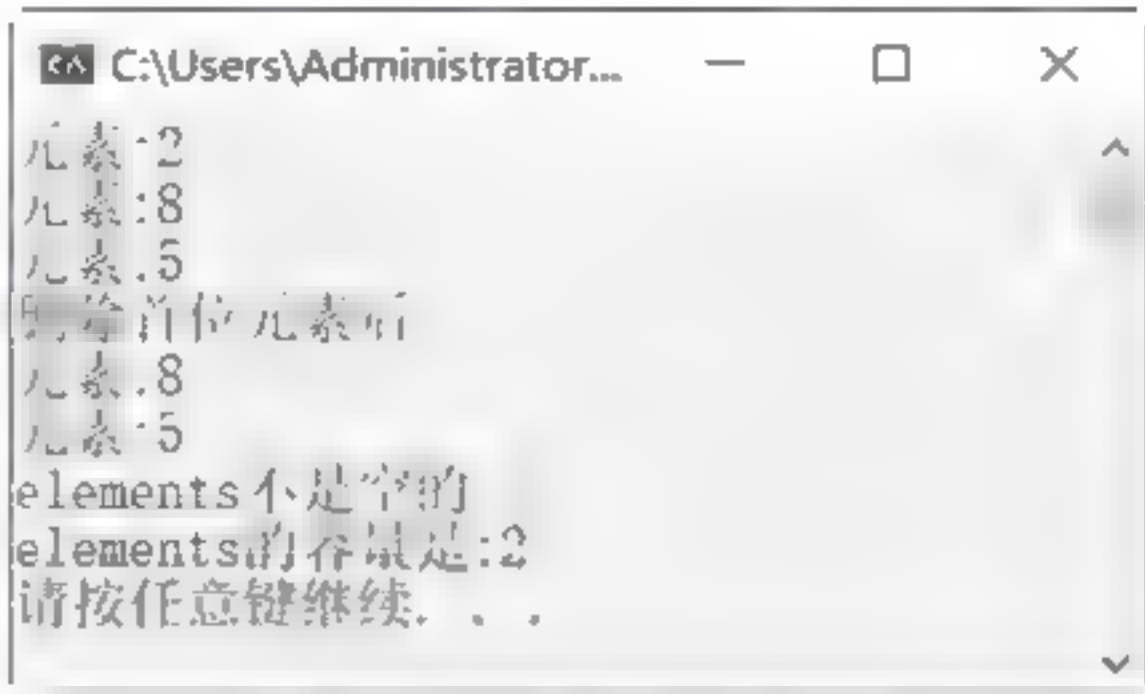 C:\Users\Administrator...
元素:2
元素:8
元素:5
删除首位元素后
元素:8
元素:5
elements不是空的
elements的容量是:2
请按任意键继续. . .